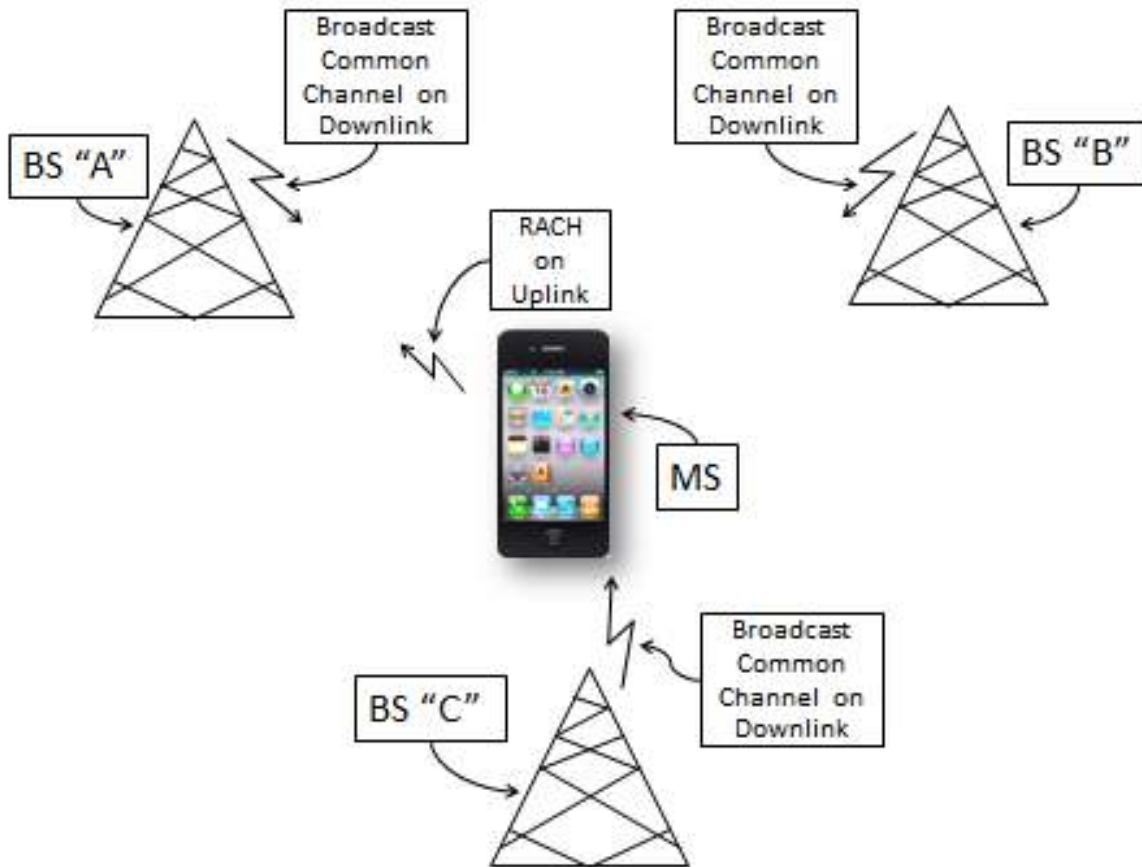 Broadcast
Common
Channel on
Downlink
Broadcast
Common
Channel on
Downlink
BS “A”
BS “B”
RACH
on
Uplink
MS
Broadcast
Common
Channel on
Downlink
BS “C”